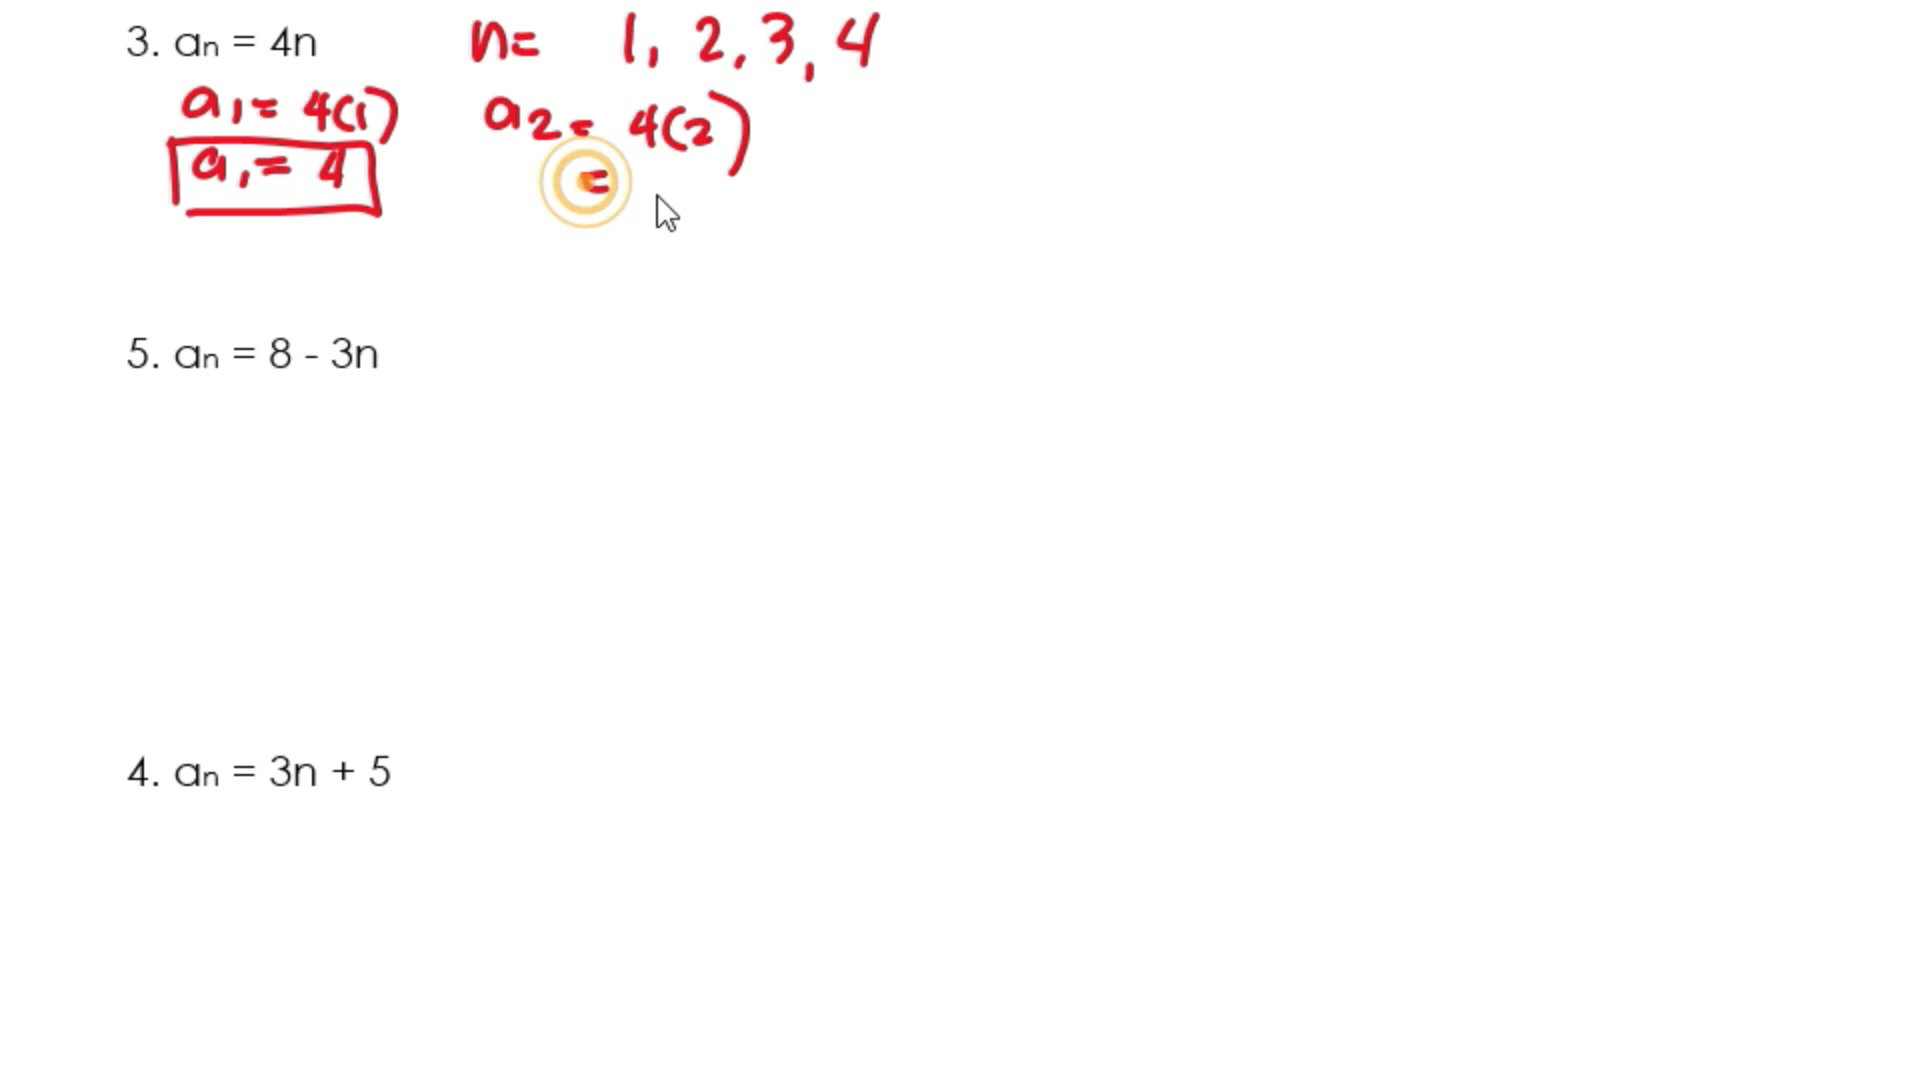 3. aₙ = 4n n= 1, 2, 3, 4
a₁= 4(1) a₂= 4(2)
a₁= 4 =
5. aₙ = 8 - 3n
4. aₙ = 3n + 5